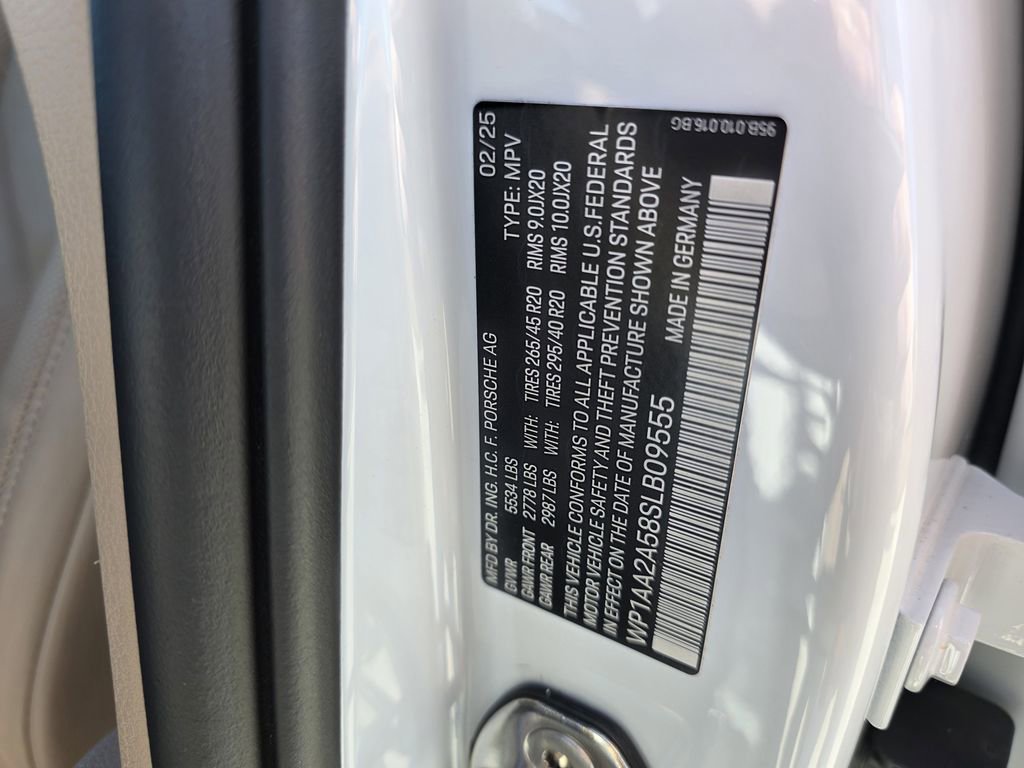 MFD BY DR. ING. H.C. F. PORSCHE AG 02/25
GVWR 5534 LBS TYPE: MPV
GAWR FRONT 2778 LBS WITH: TIRES 265/45 R20 RIMS 9.0JX20
GAWR REAR 2987 LBS WITH: TIRES 295/40 R20 RIMS 10.0JX20
THIS VEHICLE CONFORMS TO ALL APPLICABLE U.S.FEDERAL
MOTOR VEHICLE SAFETY AND THEFT PREVENTION STANDARDS
IN EFFECT ON THE DATE OF MANUFACTURE SHOWN ABOVE
WP1AA2A58SLB09555 MADE IN GERMANY
95B.010.016.BG